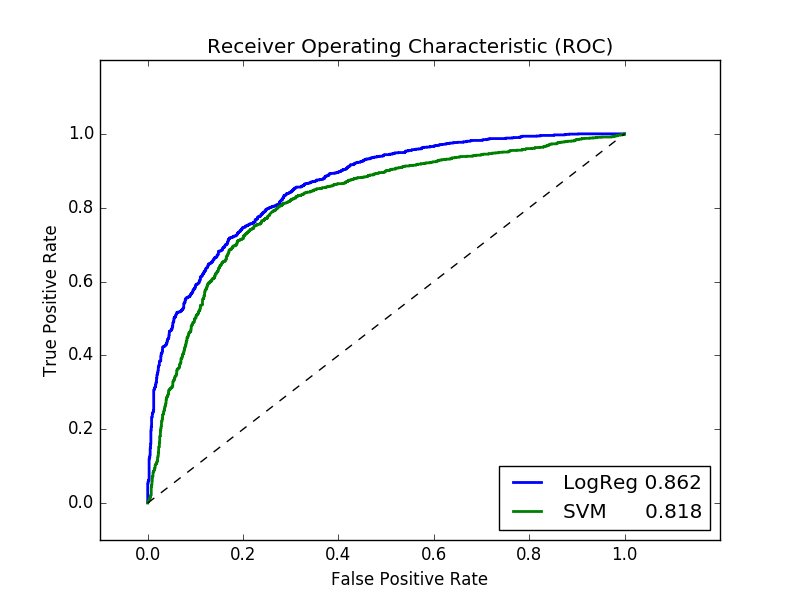 Receiver Operating Characteristic (ROC)
True Positive Rate
1.0
0.8
0.6
0.4
0.2
0.0
LogReg 0.862
SVM 0.818
0.0 0.2 0.4 0.6 0.8 1.0
False Positive Rate